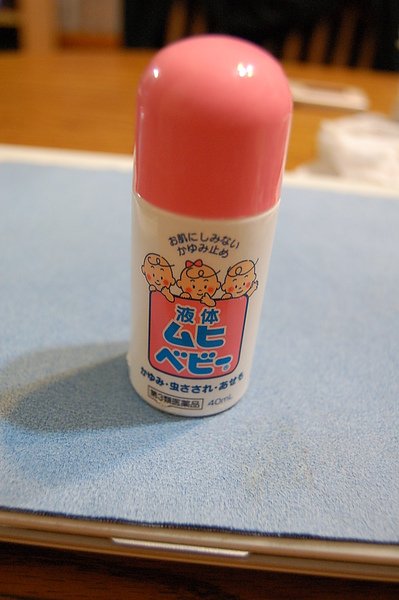 お肌にしみない
かゆみ止め
液体
ムヒ
ベビー®
かゆみ・虫さされ・あせも
第3類医薬品 40mL